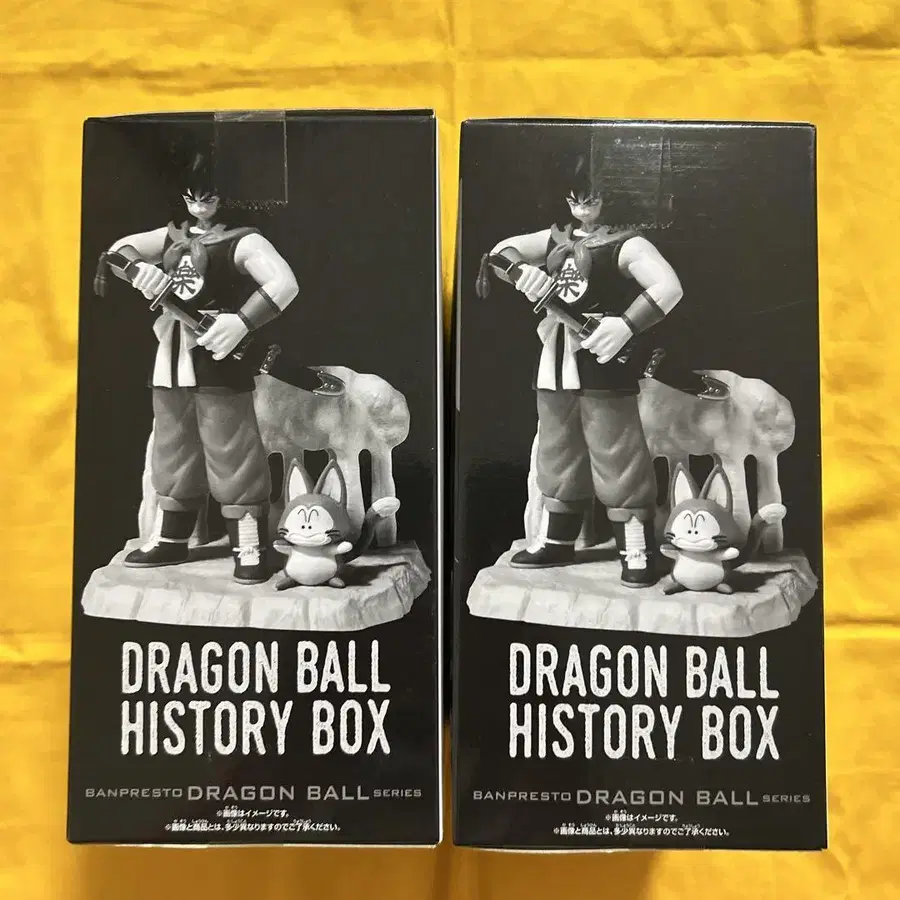 樂
DRAGON BALL
HISTORY BOX
BANPRESTO DRAGON BALL SERIES
※画像はイメージです。
※画像と商品とは、多少異なりますのでご了承ください。
樂
DRAGON BALL
HISTORY BOX
BANPRESTO DRAGON BALL SERIES
※画像はイメージです。
※画像と商品とは、多少異なりますのでご了承ください。